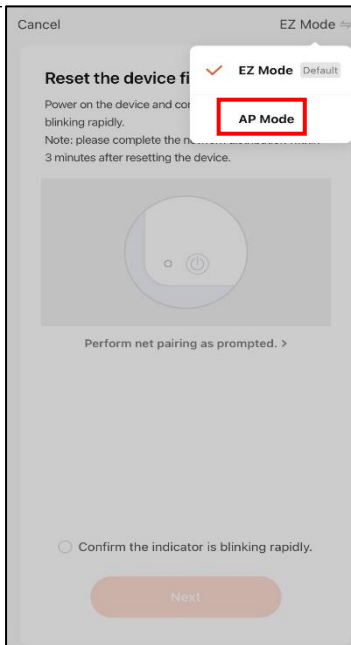 Cancel
EZ Mode
Reset the device fi
EZ Mode Default
Power on the device and
blinking rapidly.
AP Mode
Note: please complete the
3 minutes after resetting the device.
Perform net pairing as prompted. >
Confirm the indicator is blinking rapidly.
Next